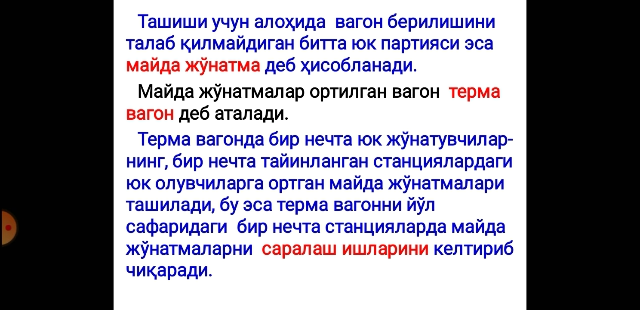 Ташиши учун алоҳида вагон берилишини
талаб қилмайдиган битта юк партияси эса
майда жўнатма деб ҳисобланади.
Майда жўнатмалар ортилган вагон терма
вагон деб аталади.
Терма вагонда бир нечта юк жўнатувчилар-
нинг, бир нечта тайинланган станциялардаги
юк олувчиларга ортган майда жўнатмалари
ташилади, бу эса терма вагонни йўл
сафаридаги бир нечта станцияларда майда
жўнатмаларни саралаш ишларини келтириб
чиқаради.